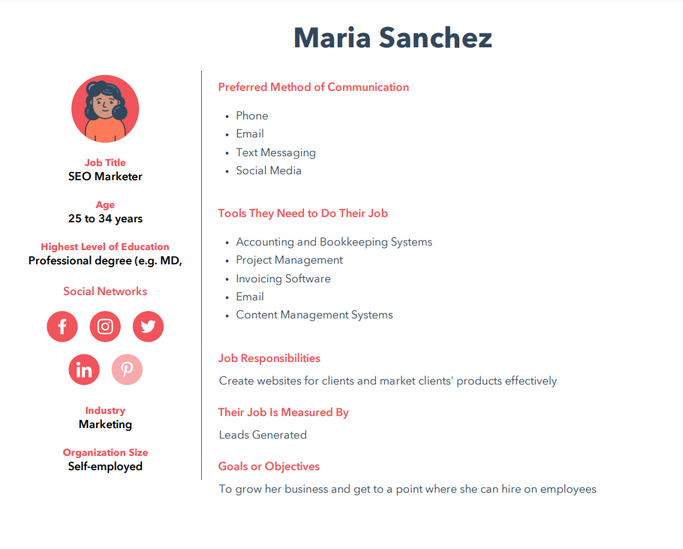 Maria Sanchez
Job Title
SEO Marketer
Age
25 to 34 years
Highest Level of Education
Professional degree (e.g. MD,
Social Networks
f
in
Industry
Marketing
Organization Size
Self-employed
Preferred Method of Communication
• Phone
• Email
• Text Messaging
• Social Media
Tools They Need to Do Their Job
• Accounting and Bookkeeping Systems
• Project Management
• Invoicing Software
• Email
• Content Management Systems
Job Responsibilities
Create websites for clients and market clients' products effectively
Their Job Is Measured By
Leads Generated
Goals or Objectives
To grow her business and get to a point where she can hire on employees